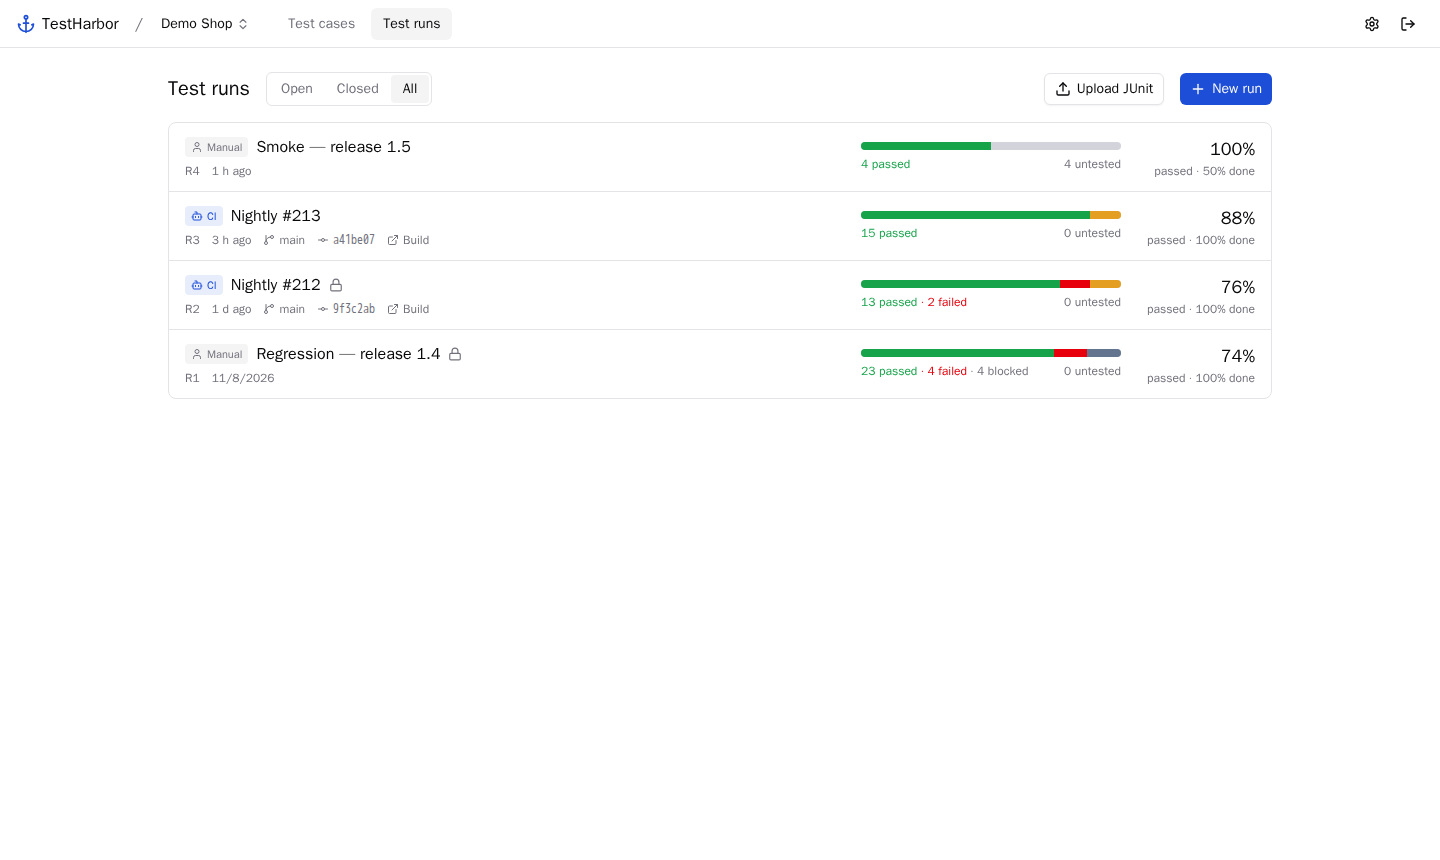 TestHarbor / Demo Shop Test cases Test runs
Test runs Open Closed All Upload JUnit New run
Manual Smoke — release 1.5
R4 1 h ago
4 passed 4 untested
100%
passed · 50% done
CI Nightly #213
R3 3 h ago main a41be07 Build
15 passed 0 untested
88%
passed · 100% done
CI Nightly #212
R2 1 d ago main 9f3c2ab Build
13 passed · 2 failed 0 untested
76%
passed · 100% done
Manual Regression — release 1.4
R1 11/8/2026
23 passed · 4 failed · 4 blocked 0 untested
74%
passed · 100% done